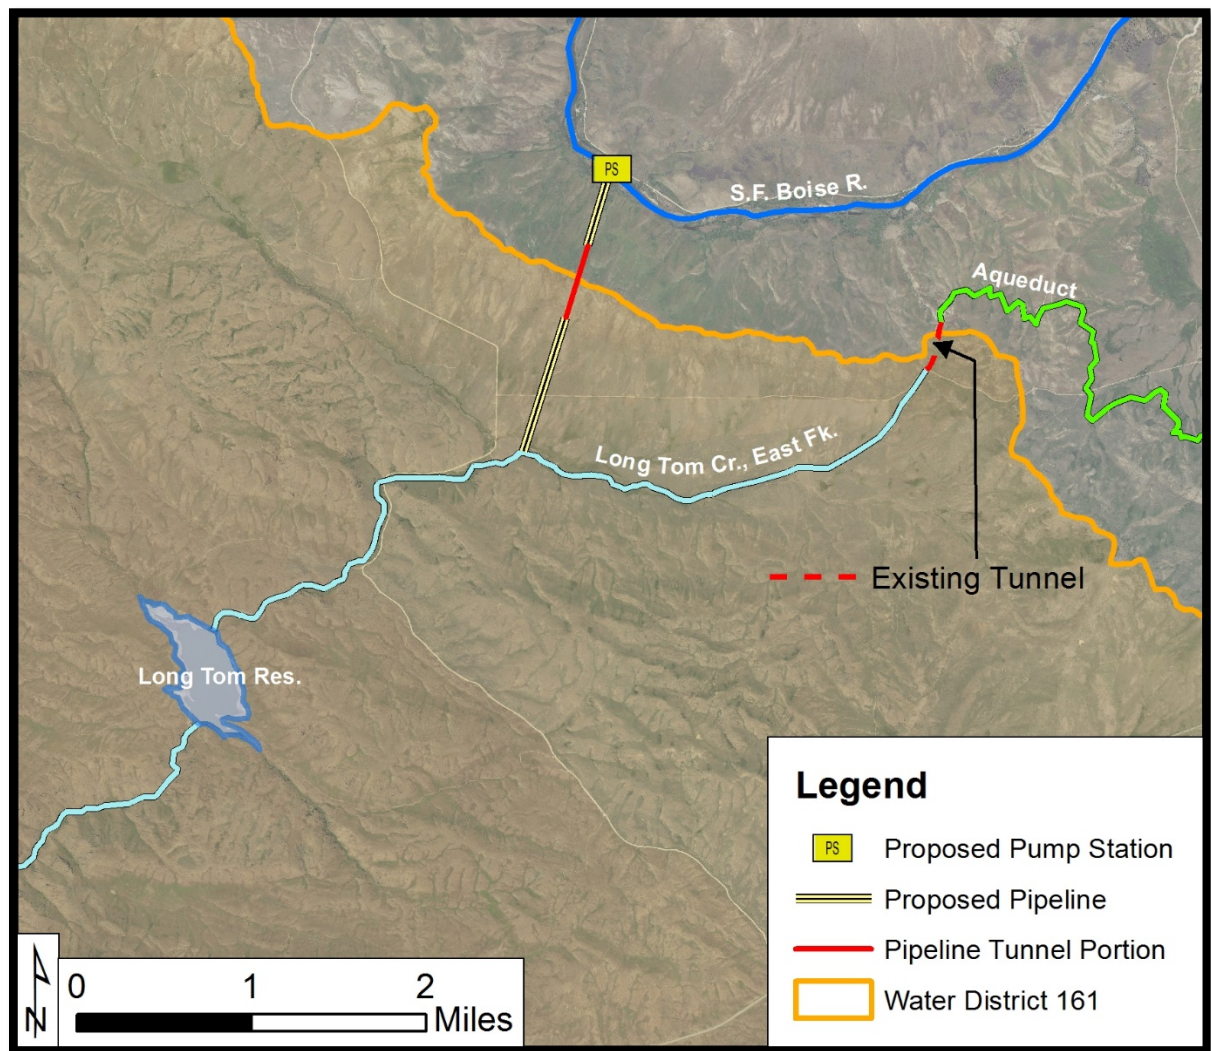 PS
S.F. Boise R.
Aqueduct
Long Tom Cr., East Fk.
Existing Tunnel
Long Tom Res.
Legend
PS Proposed Pump Station
Proposed Pipeline
Pipeline Tunnel Portion
Water District 161
N
0 1 2
Miles